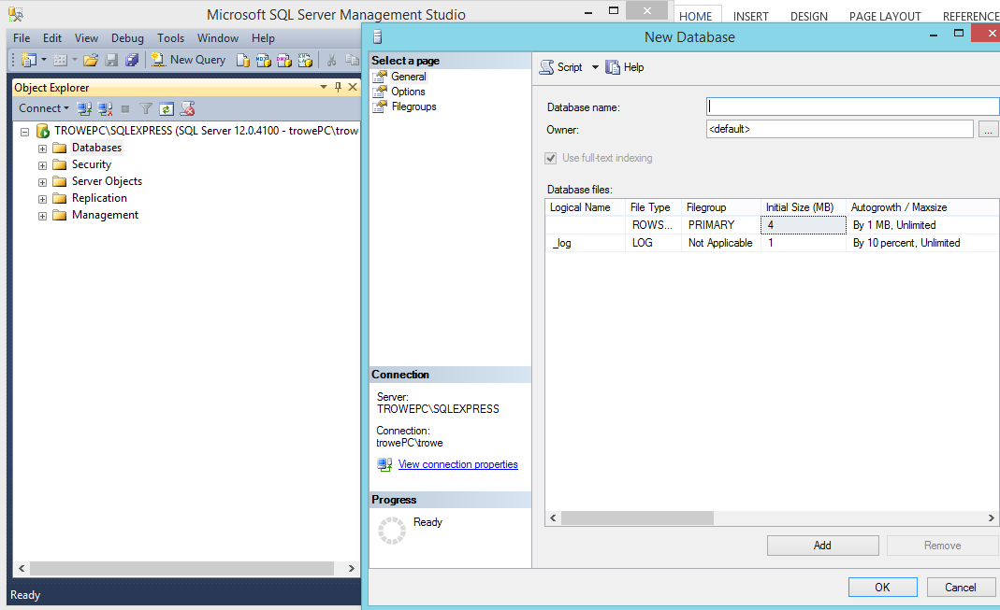 Microsoft SQL Server Management Studio
File Edit View Debug Tools Window Help
New Query
Object Explorer
Connect
TROWEPC\SQLEXPRESS (SQL Server 12.0.4100 - trowePC\trow
Databases
Security
Server Objects
Replication
Management
Ready
HOME INSERT DESIGN PAGE LAYOUT REFERENCE
New Database
Select a page
General
Options
Filegroups
Connection
Server:
TROWEPC\SQLEXPRESS
Connection:
trowePC\trowe
View connection properties
Progress
Ready
Script Help
Database name:
Owner: <default> ...
Use full-text indexing
Database files:
Logical Name File Type Filegroup Initial Size (MB) Autogrowth / Maxsize
ROWS... PRIMARY 4 By 1 MB, Unlimited
_log LOG Not Applicable 1 By 10 percent, Unlimited
Add Remove
OK Cancel